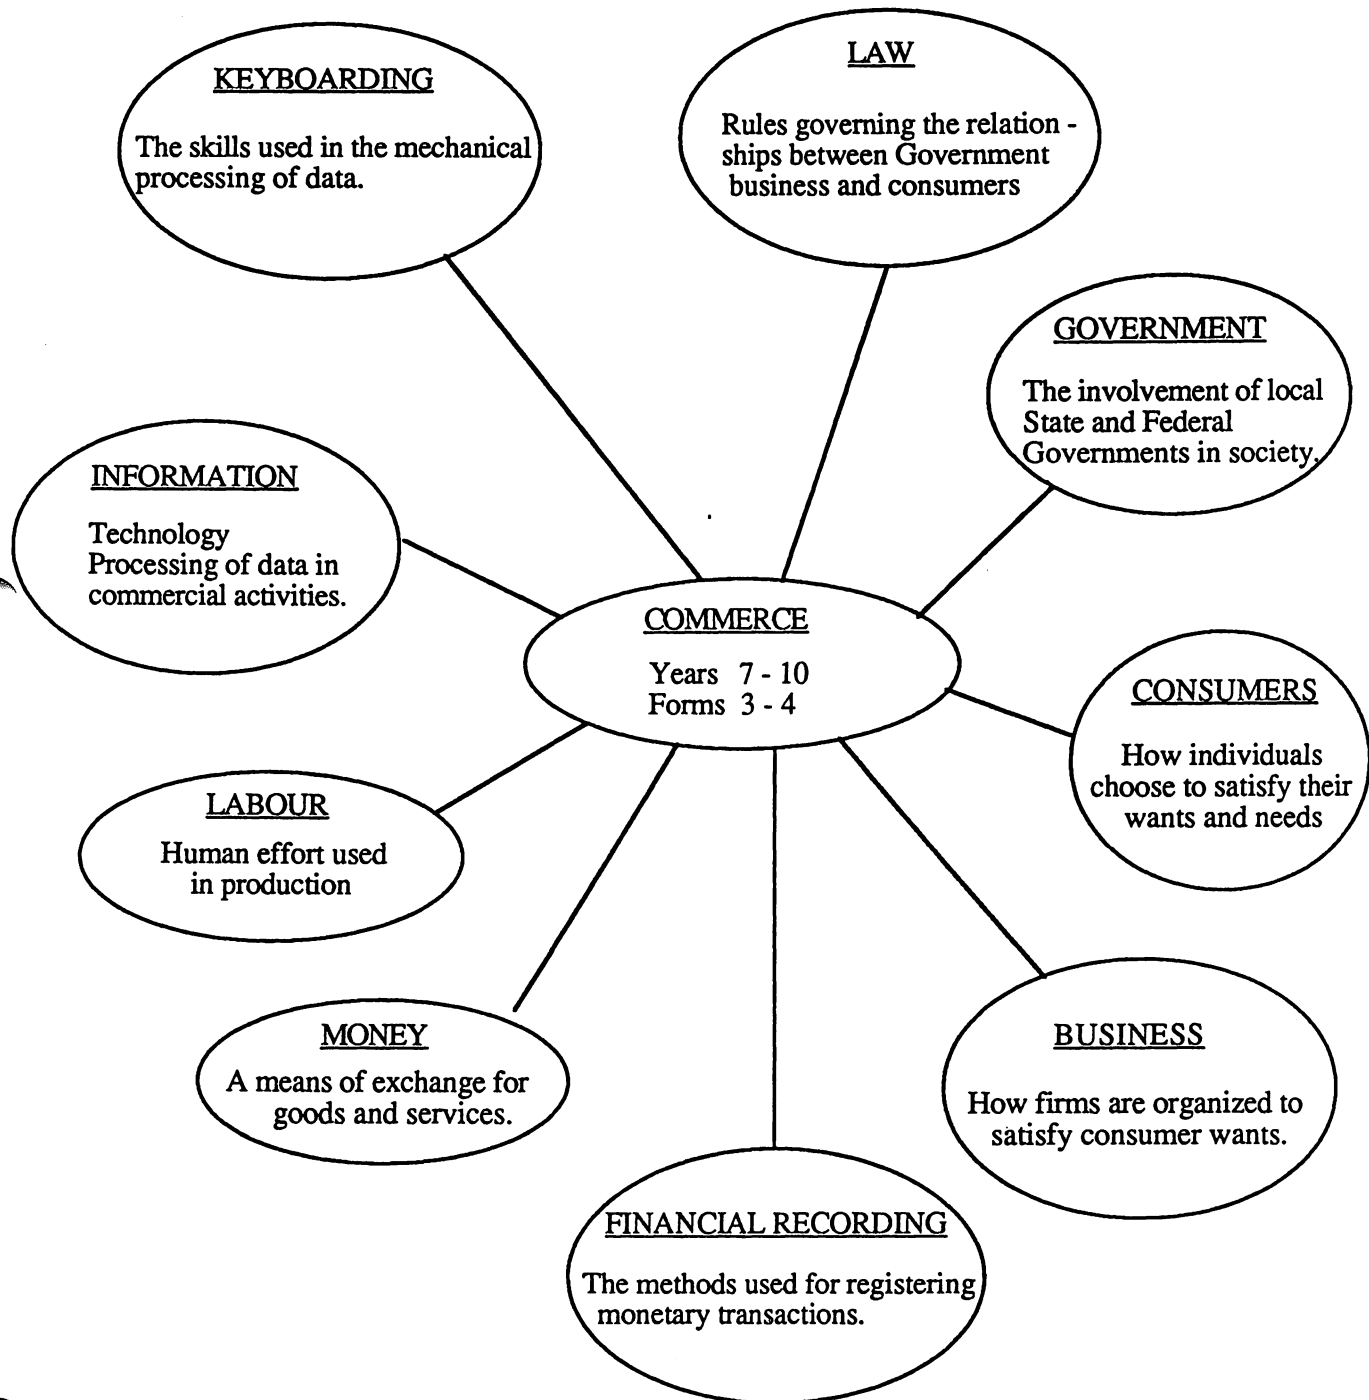 KEYBOARDING
The skills used in the mechanical
processing of data.
LAW
Rules governing the relation -
ships between Government
business and consumers
GOVERNMENT
The involvement of local
State and Federal
Governments in society.
INFORMATION
Technology
Processing of data in
commercial activities.
COMMERCE
Years 7 - 10
Forms 3 - 4
CONSUMERS
How individuals
choose to satisfy their
wants and needs
LABOUR
Human effort used
in production
MONEY
A means of exchange for
goods and services.
BUSINESS
How firms are organized to
satisfy consumer wants.
FINANCIAL RECORDING
The methods used for registering
monetary transactions.